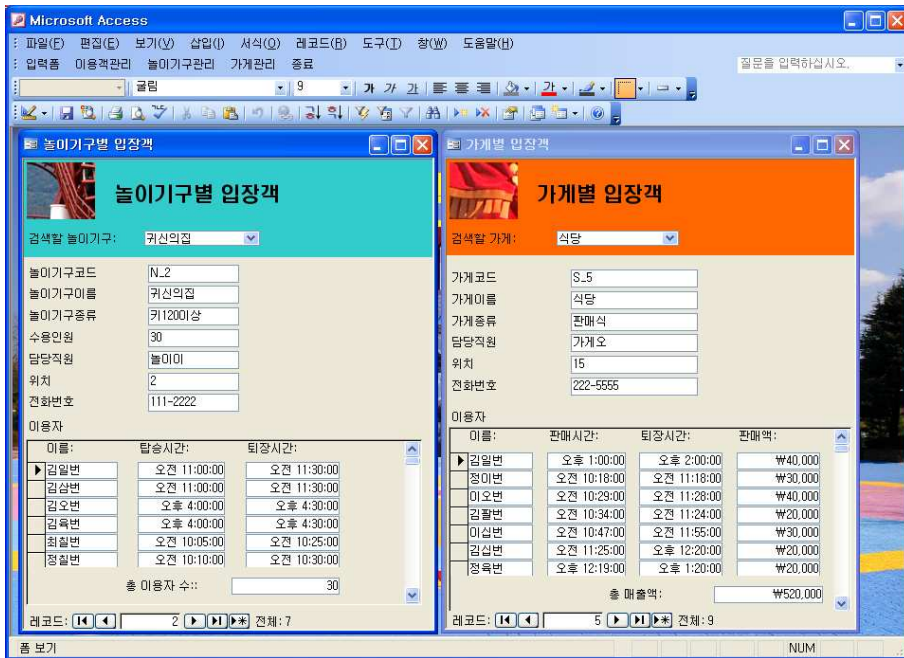 Microsoft Access
파일(F) 편집(E) 보기(V) 삽입(I) 서식(O) 레코드(R) 도구(T) 창(W) 도움말(H)
입력폼 이용객관리 놀이기구관리 가게관리 종료 질문을 입력하십시오.
굴림 9 가 가 가 가
놀이기구별 입장객
놀이기구별 입장객
검색할 놀이기구: 귀신의집
놀이기구코드 N_2
놀이기구이름 귀신의집
놀이기구종류 키120이상
수용인원 30
담당직원 놀이이
위치 2
전화번호 111-2222
이용자
이름: 탑승시간: 퇴장시간:
김일번 오전 11:00:00 오전 11:30:00
김삼번 오전 11:00:00 오전 11:30:00
김오번 오후 4:00:00 오후 4:30:00
김육번 오후 4:00:00 오후 4:30:00
최칠번 오전 10:05:00 오전 10:25:00
정칠번 오전 10:10:00 오전 10:30:00
총 이용자 수:: 30
레코드: 2 전체: 7
가게별 입장객
가게별 입장객
검색할 가게: 식당
가게코드 S_5
가게이름 식당
가게종류 판매식
담당직원 가게오
위치 15
전화번호 222-5555
이용자
이름: 판매시간: 퇴장시간: 판매액:
김일번 오후 1:00:00 오후 2:00:00 ₩40,000
정이번 오전 10:18:00 오전 11:18:00 ₩30,000
이오번 오전 10:29:00 오전 11:28:00 ₩40,000
김팔번 오전 10:34:00 오전 11:24:00 ₩20,000
이십번 오전 10:47:00 오전 11:55:00 ₩30,000
김십번 오전 11:25:00 오후 12:20:00 ₩20,000
정육번 오후 12:19:00 오후 1:20:00 ₩20,000
총 매출액: ₩520,000
레코드: 5 전체: 9
폼 보기 NUM